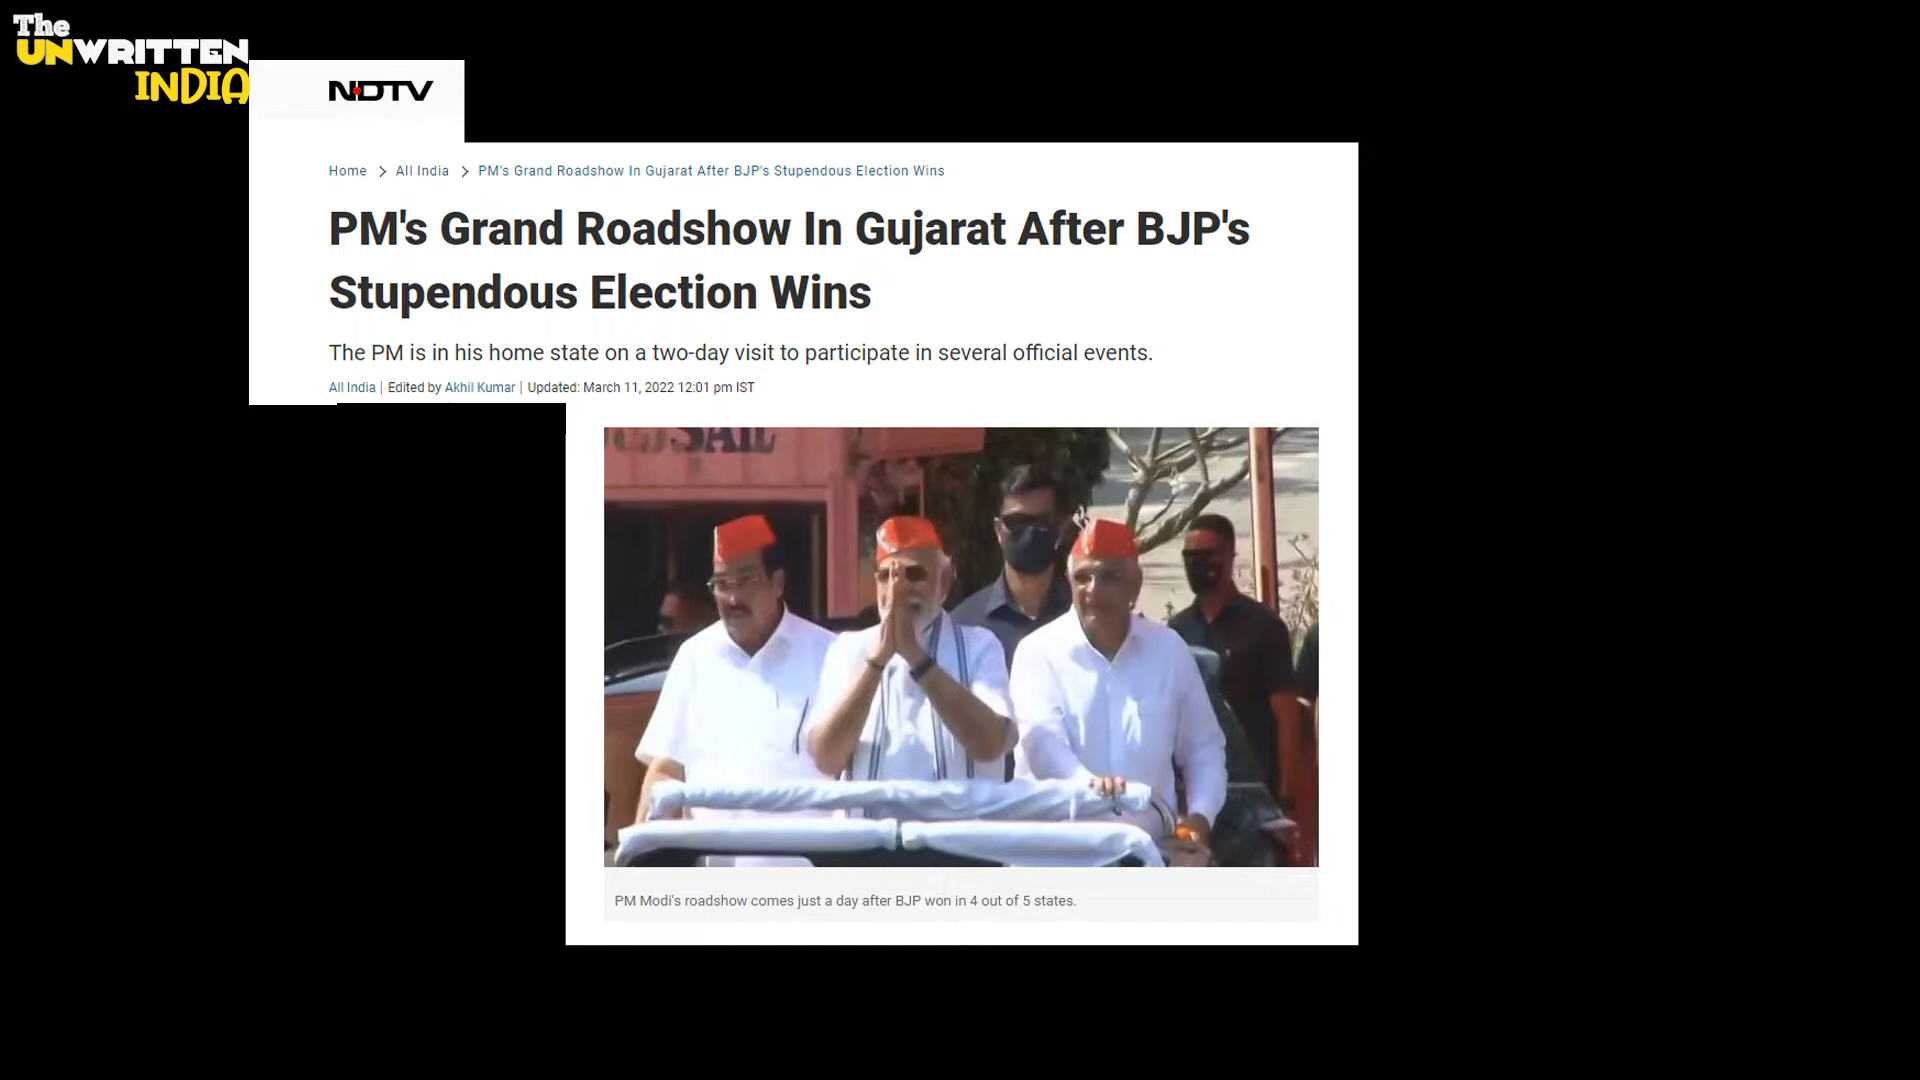 The
UNWRITTEN
INDIA
NDTV
Home > All India > PM's Grand Roadshow In Gujarat After BJP's Stupendous Election Wins
PM's Grand Roadshow In Gujarat After BJP's
Stupendous Election Wins
The PM is in his home state on a two-day visit to participate in several official events.
All India | Edited by Akhil Kumar | Updated: March 11, 2022 12:01 pm IST
SAIL
PM Modi's roadshow comes just a day after BJP won in 4 out of 5 states.